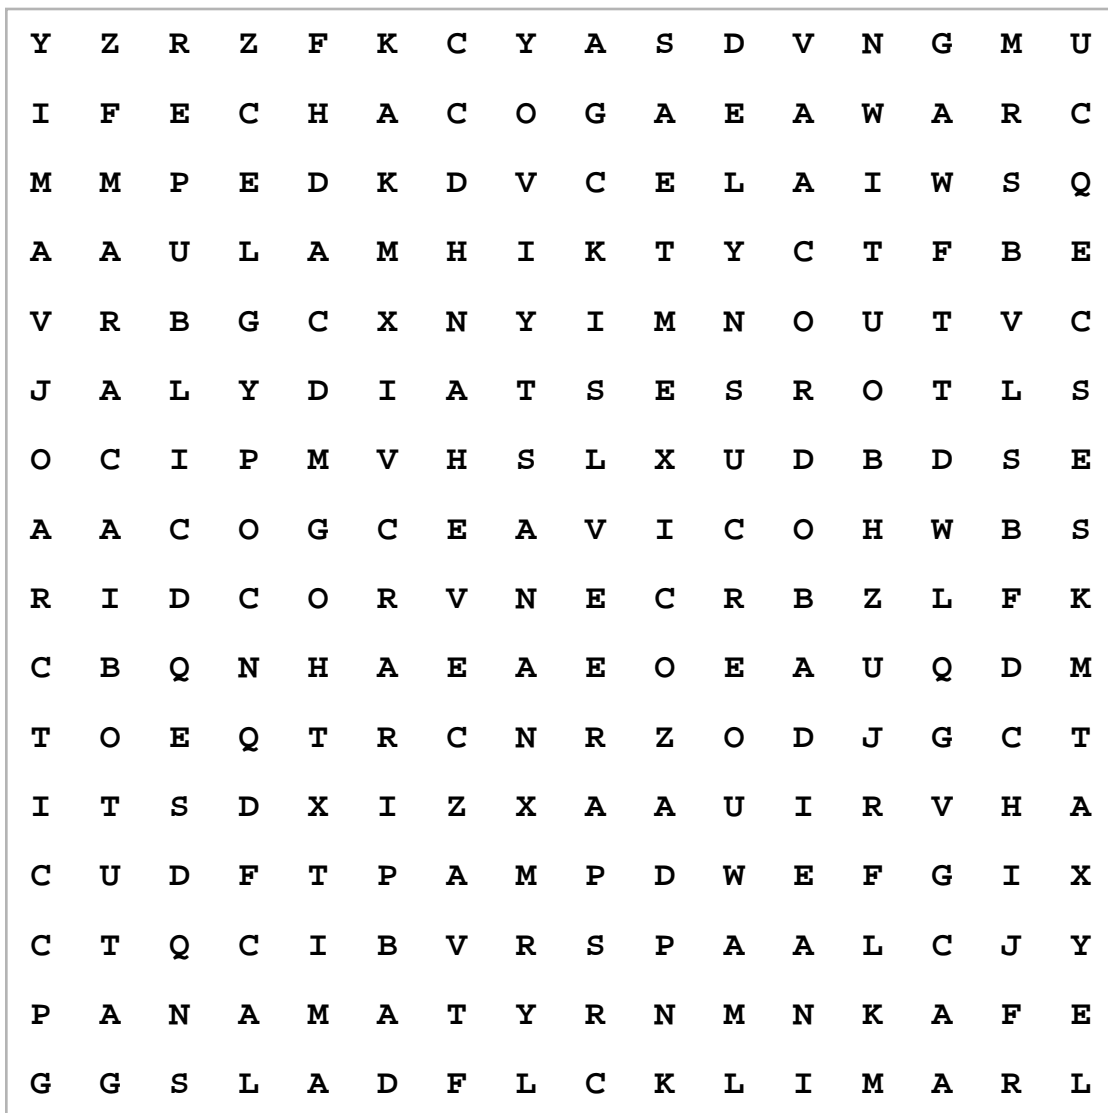 Y Z R Z F K C Y A S D V N G M U
I F E C H A C O G A E A W A R C
M M P E D K D V C E L A I W S Q
A A U L A M H I K T Y C T F B E
V R B G C X N Y I M N O U T V C
J A L Y D I A T S E S R O T L S
O C I P M V H S L X U D B D S E
A A C O G C E A V I C O H W B S
R I D C O R V N E C R B Z L F K
C B Q N H A E A E O E A U Q D M
T O E Q T R C N R Z O D J G C T
I T S D X I Z X A A U I R V H A
C U D F T P A M P D W E F G I X
C T Q C I B V R S P A A L C J Y
P A N A M A T Y R N M N K A F E
G G S L A D F L C K L I M A R L